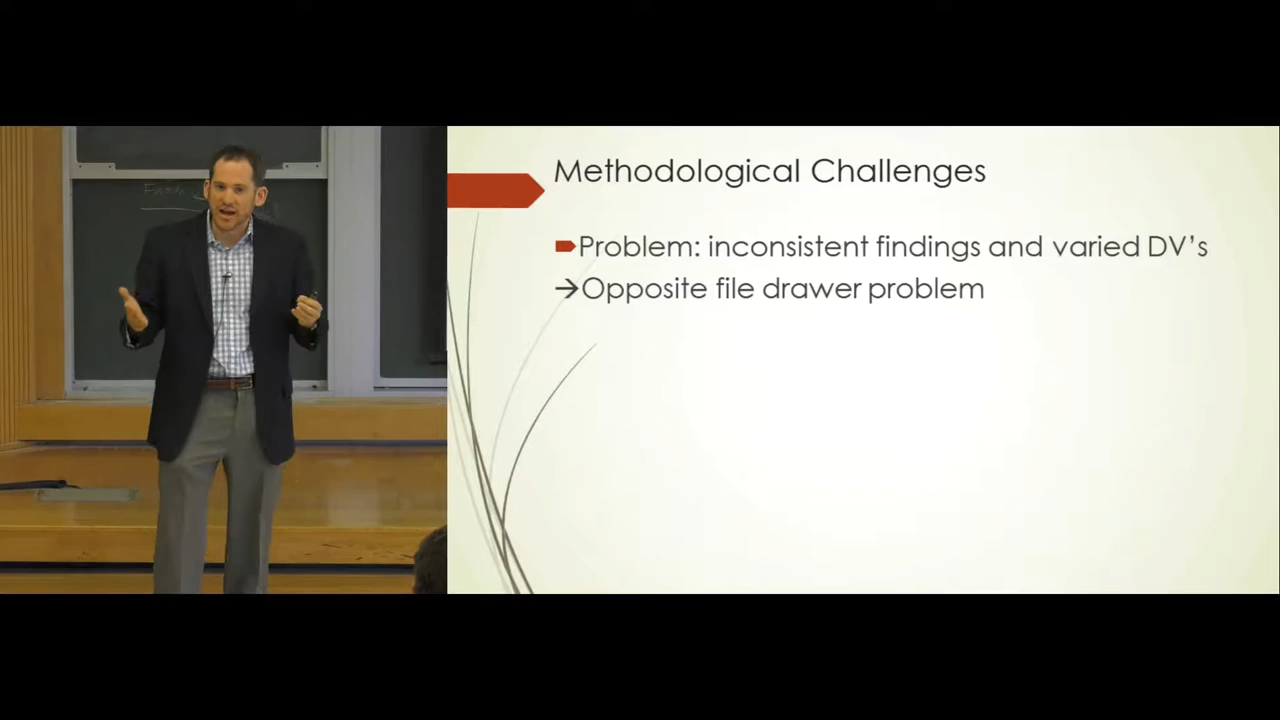 Methodological Challenges
Problem: inconsistent findings and varied DV's
→Opposite file drawer problem